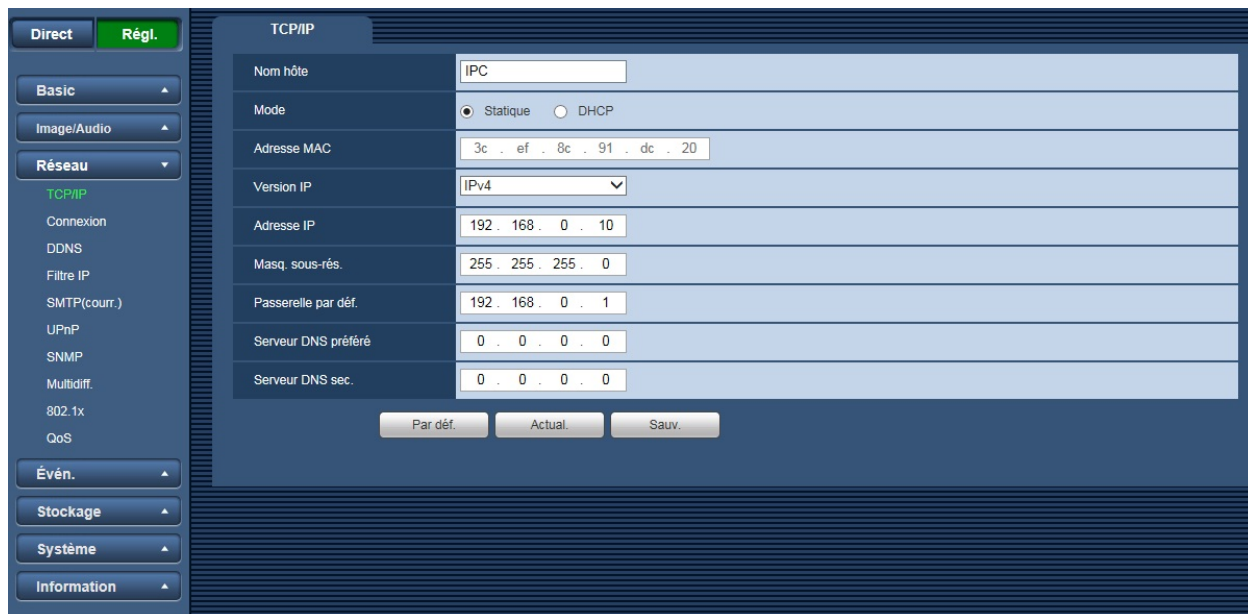 Direct
Régl.
Basic
Image/Audio
Réseau
TCP/IP
Connexion
DDNS
Filtre IP
SMTP(courr.)
UPnP
SNMP
Multidiff.
802.1x
QoS
Évén.
Stockage
Système
Information
TCP/IP
Nom hôte IPC
Mode Statique DHCP
Adresse MAC 3c . ef . 8c . 91 . dc . 20
Version IP IPv4
Adresse IP 192 . 168 . 0 . 10
Masq. sous-rés. 255 . 255 . 255 . 0
Passerelle par déf. 192 . 168 . 0 . 1
Serveur DNS préféré 0 . 0 . 0 . 0
Serveur DNS sec. 0 . 0 . 0 . 0
Par déf. Actual. Sauv.